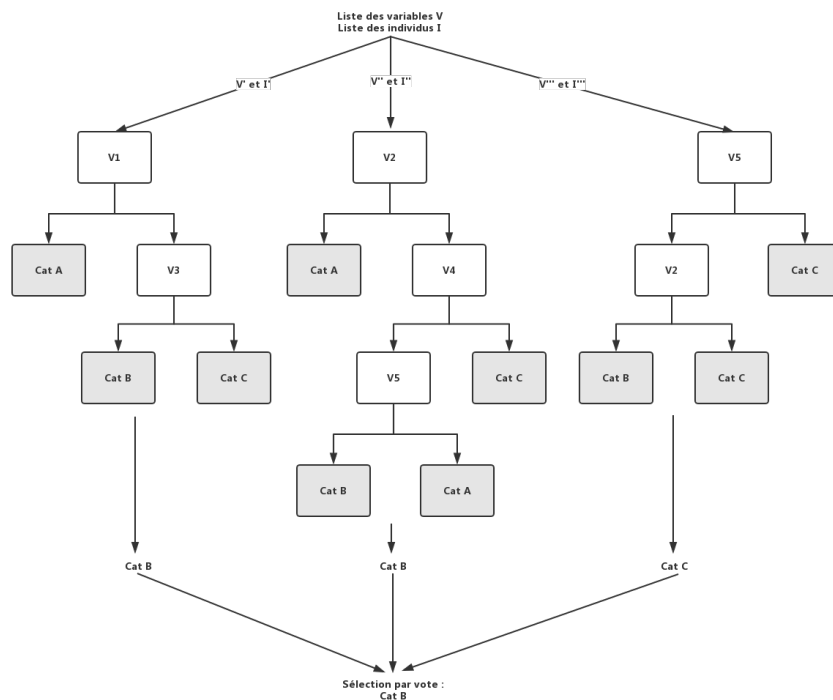 Liste des variables V
Liste des individus I
V' et I'
V'' et I''
V''' et I'''
V1
V2
V5
Cat A
V3
Cat A
V4
V2
Cat C
Cat B
Cat C
V5
Cat C
Cat B
Cat C
Cat B
Cat A
Cat B
Cat B
Cat C
Sélection par vote :
Cat B